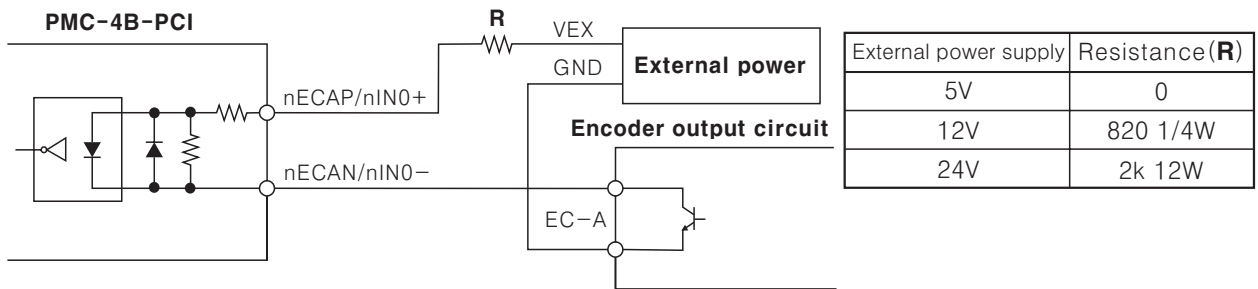 PMC-4B-PCI
R
VEX
GND
External power
nECAP/nIN0+
Encoder output circuit
nECAN/nIN0-
EC-A
External power supply Resistance(R)
5V 0
12V 820 1/4W
24V 2k 12W